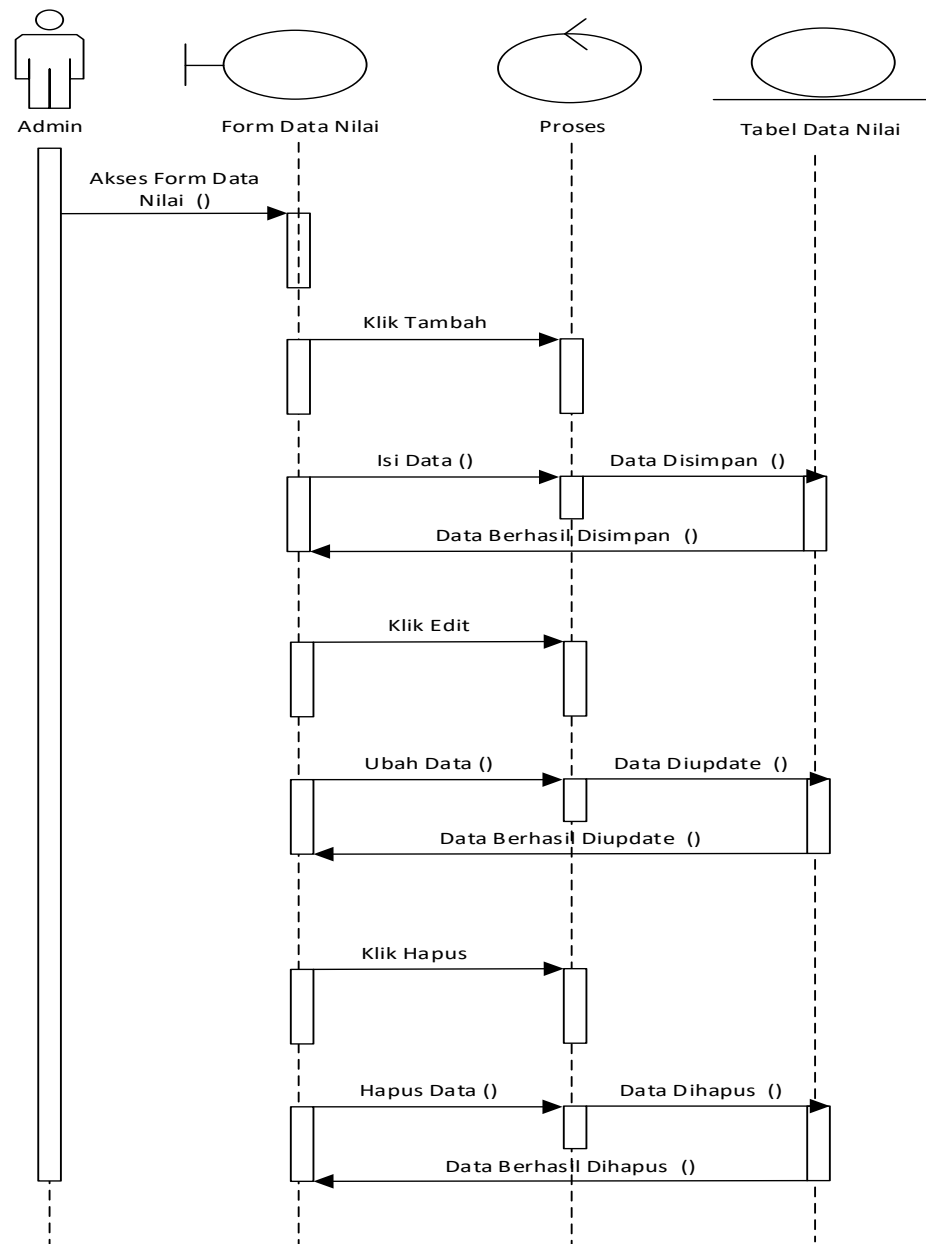 Admin
Form Data Nilai
Proses
Tabel Data Nilai
Akses Form Data
Nilai ()
Klik Tambah
Isi Data ()
Data Disimpan ()
Data Berhasil Disimpan ()
Klik Edit
Ubah Data ()
Data Diupdate ()
Data Berhasil Diupdate ()
Klik Hapus
Hapus Data ()
Data Dihapus ()
Data Berhasil Dihapus ()